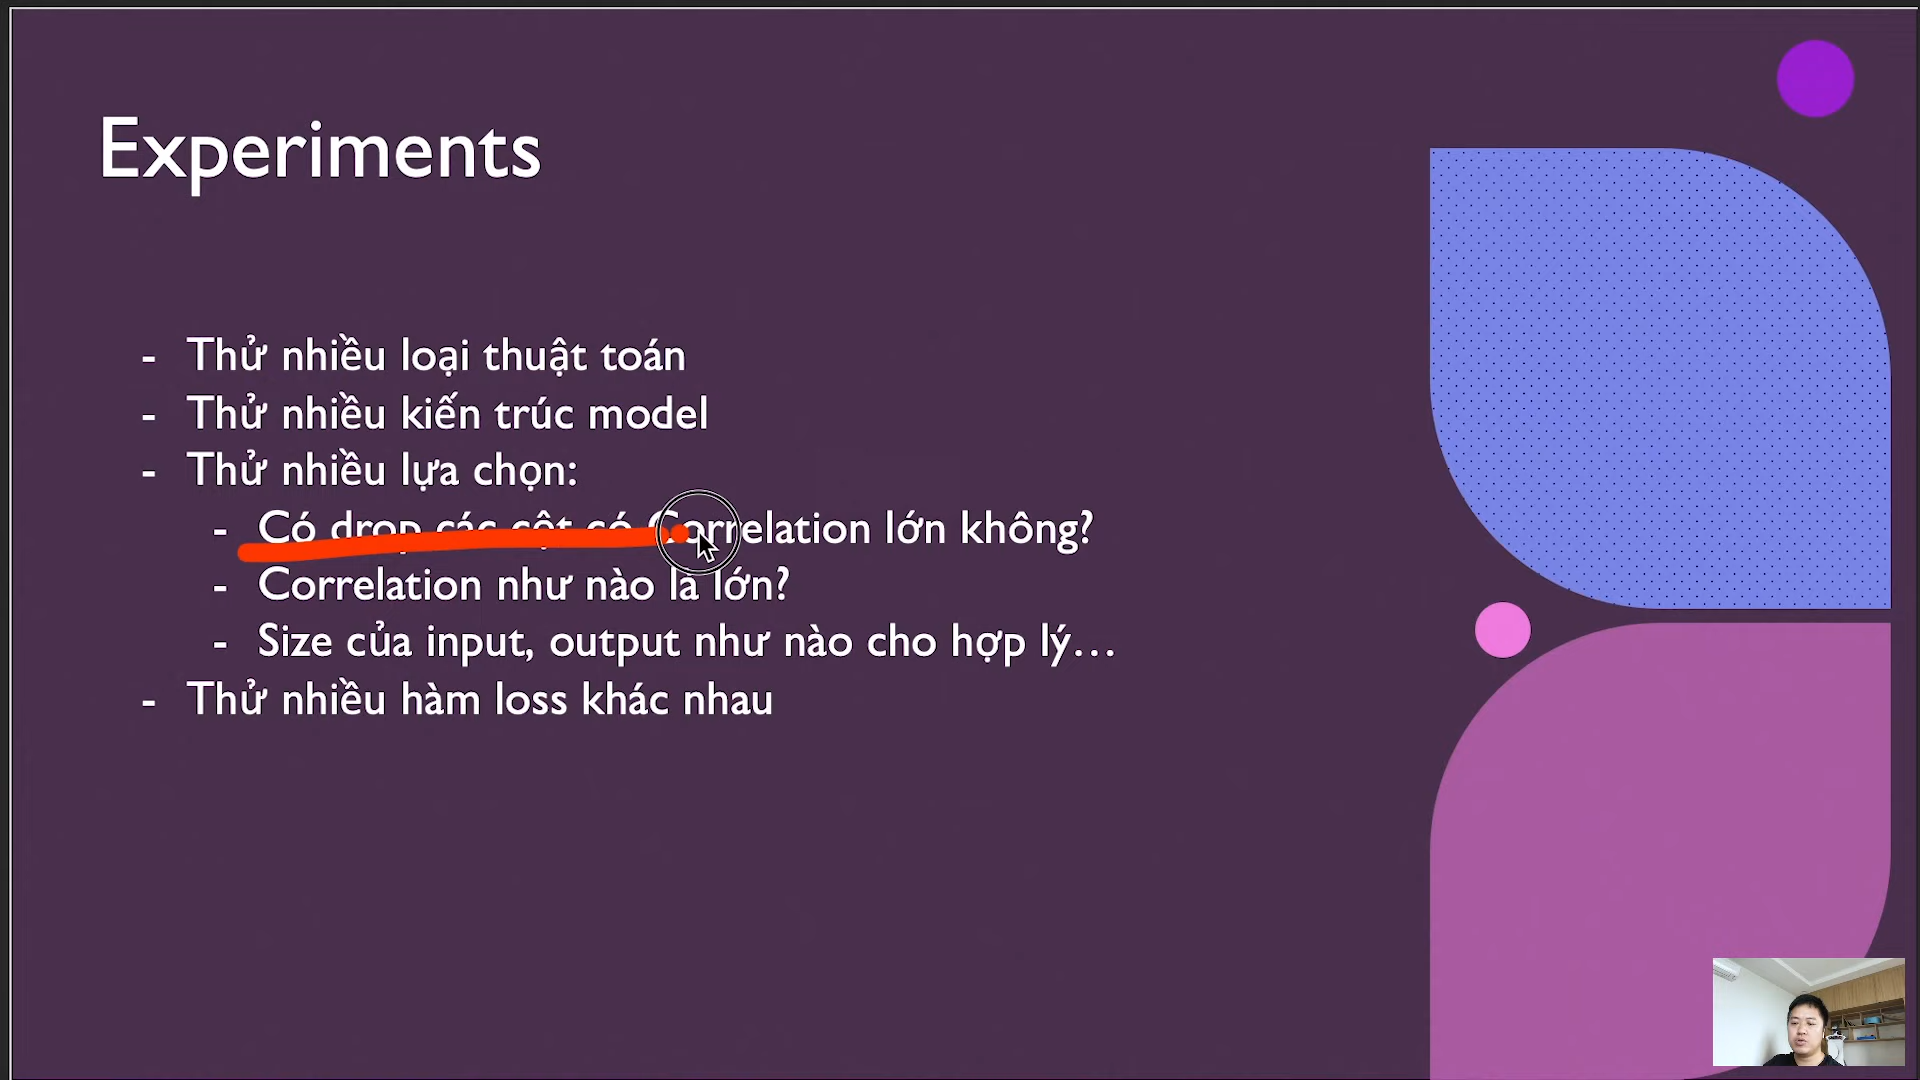 Experiments
- Thử nhiều loại thuật toán
- Thử nhiều kiến trúc model
- Thử nhiều lựa chọn:
- Có drop các cột có Correlation lớn không?
- Correlation như nào là lớn?
- Size của input, output như nào cho hợp lý...
- Thử nhiều hàm loss khác nhau